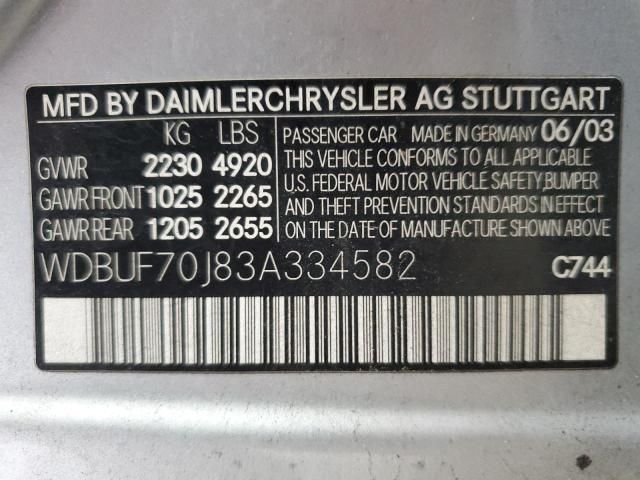 MFD BY DAIMLERCHRYSLER AG STUTTGART
KG LBS
GVWR 2230 4920
GAWR FRONT 1025 2265
GAWR REAR 1205 2655
PASSENGER CAR MADE IN GERMANY 06/03
THIS VEHICLE CONFORMS TO ALL APPLICABLE
U.S. FEDERAL MOTOR VEHICLE SAFETY,BUMPER
AND THEFT PREVENTION STANDARDS IN EFFECT
ON THE DATE OF MANUFACTURE SHOWN ABOVE.
WDBUF70J83A334582 C744